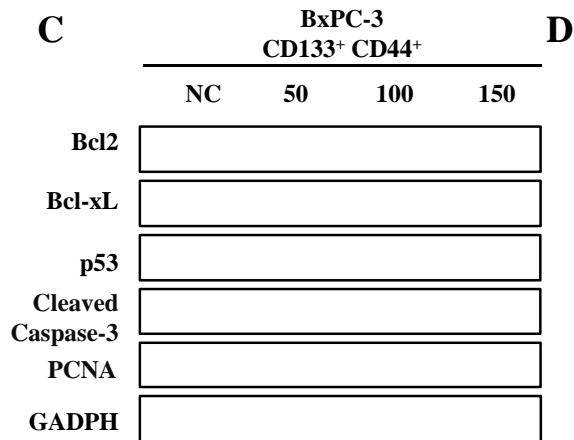 C
BxPC-3
D
CD133⁺ CD44⁺
NC 50 100 150
Bcl2
Bcl-xL
p53
Cleaved
Caspase-3
PCNA
GADPH